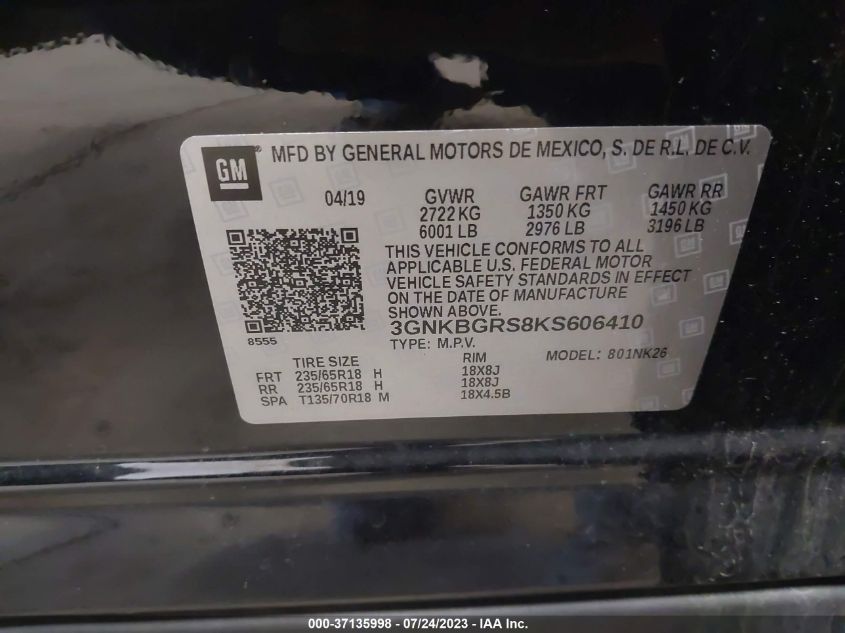 GM® MFD BY GENERAL MOTORS DE MEXICO, S. DE R.L. DE C.V.
04/19 GVWR GAWR FRT GAWR RR
2722 KG 1350 KG 1450 KG
6001 LB 2976 LB 3196 LB
THIS VEHICLE CONFORMS TO ALL
APPLICABLE U.S. FEDERAL MOTOR
VEHICLE SAFETY STANDARDS IN EFFECT
ON THE DATE OF MANUFACTURE
SHOWN ABOVE.
3GNKBGRS8KS606410
8555 TYPE: M.P.V. MODEL: 801NK26
TIRE SIZE RIM
FRT 235/65R18 H 18X8J
RR 235/65R18 H 18X8J
SPA T135/70R18 M 18X4.5B
000-37135998 - 07/24/2023 - IAA Inc.